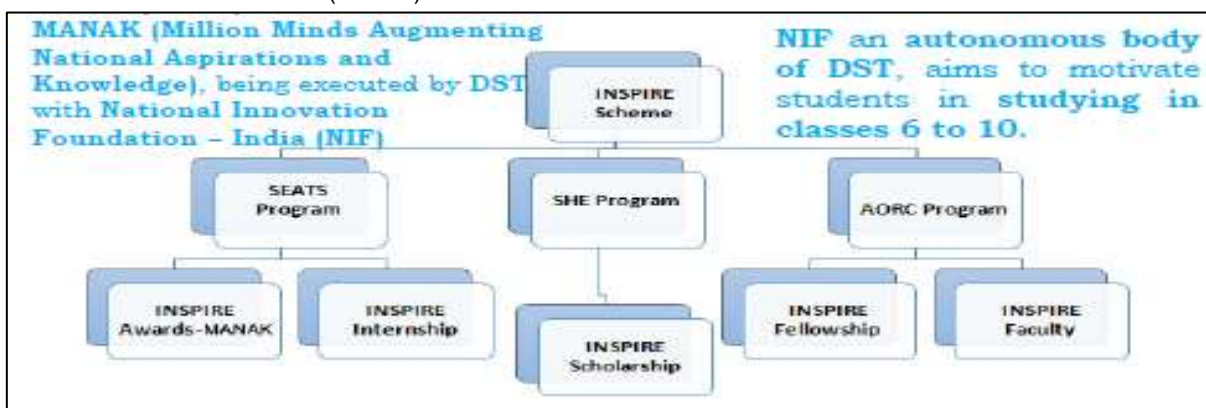 MANAK (Million Minds Augmenting
National Aspirations and
Knowledge), being executed by DST
with National Innovation
Foundation – India (NIF)
NIF an autonomous body
of DST, aims to motivate
students in studying in
classes 6 to 10.
INSPIRE
Scheme
SEATS
Program
SHE Program
AORC Program
INSPIRE
Awards-MANAK
INSPIRE
Internship
INSPIRE
Scholarship
INSPIRE
Fellowship
INSPIRE
Faculty